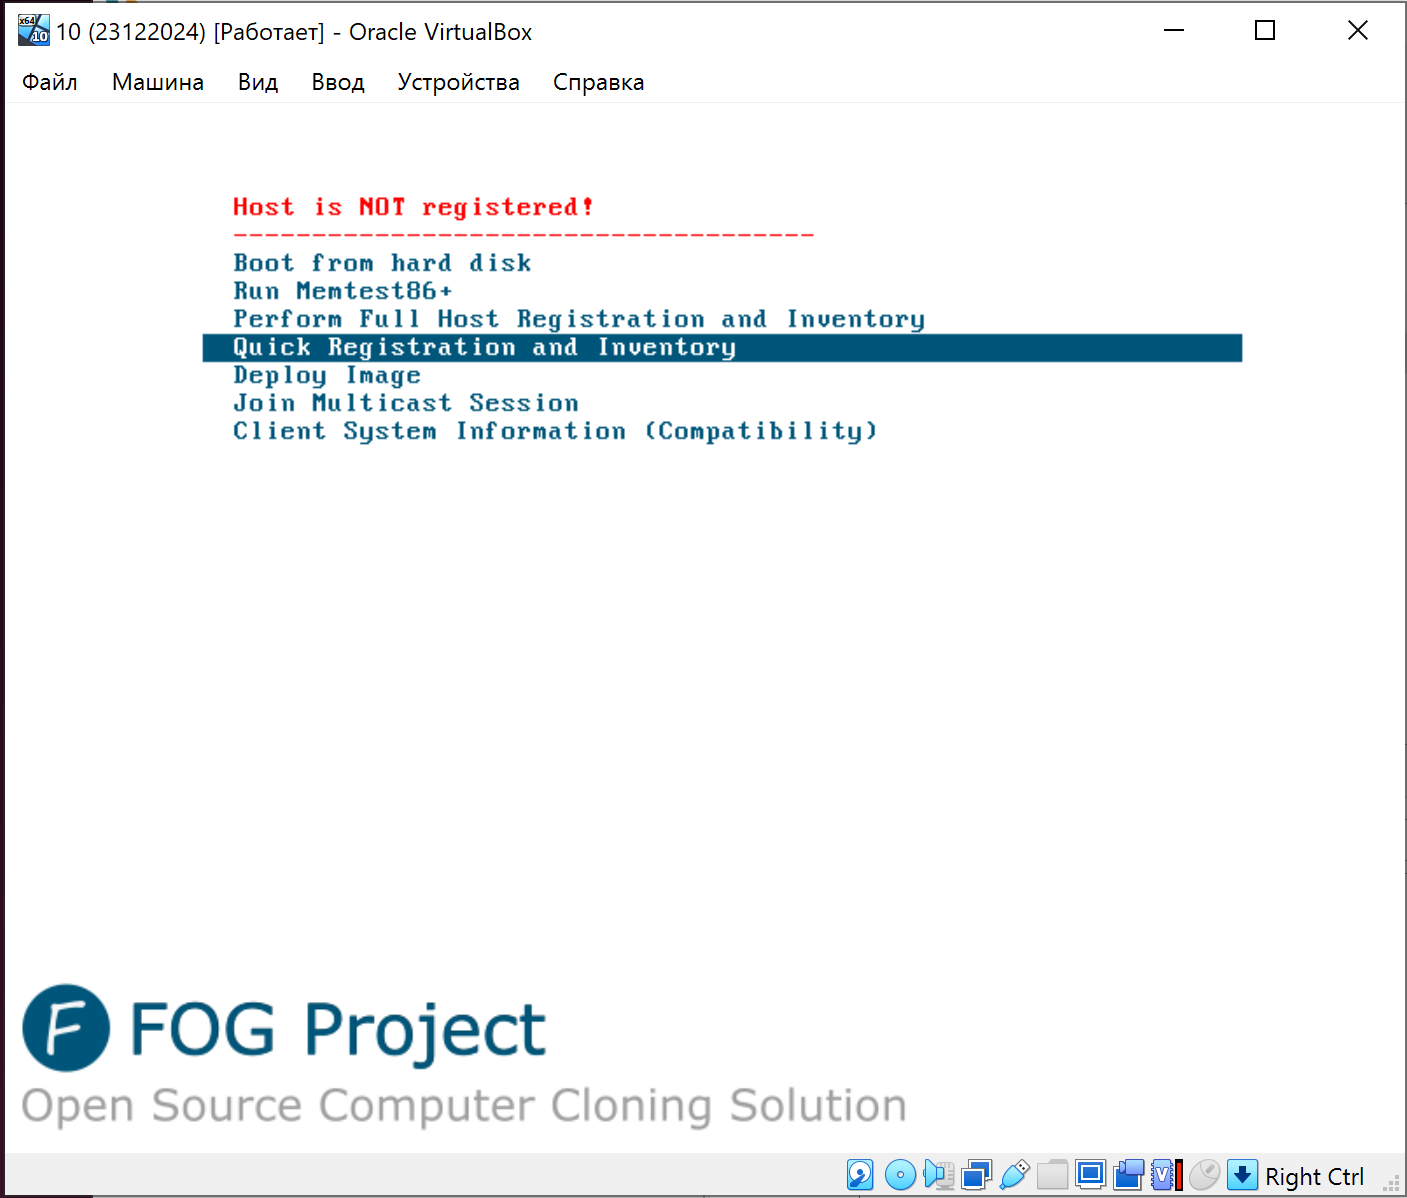 10 (23122024) [Работает] - Oracle VirtualBox
Файл Машина Вид Ввод Устройства Справка
Host is NOT registered!
-------------------------------------
Boot from hard disk
Run Memtest86+
Perform Full Host Registration and Inventory
Quick Registration and Inventory
Deploy Image
Join Multicast Session
Client System Information (Compatibility)
FOG Project
Open Source Computer Cloning Solution
Right Ctrl